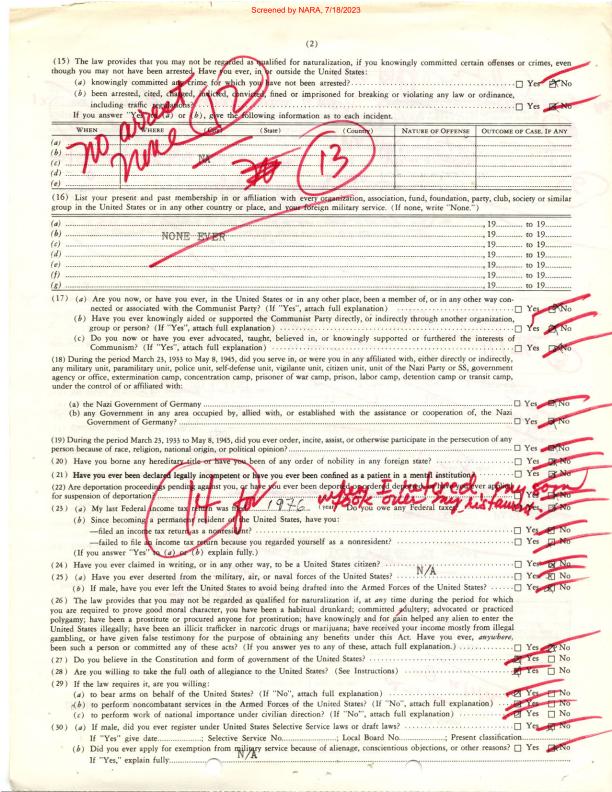 Screened by NARA, 7/18/2023
(2)
(15) The law provides that you may not be regarded as qualified for naturalization, if you knowingly committed certain offenses or crimes, even
though you may not have been arrested. Have you ever, in or outside the United States:
(a) knowingly committed any crime for which you have not been arrested? ☐ Yes ☒ No
(b) been arrested, cited, charged, indicted, convicted, fined or imprisoned for breaking or violating any law or ordinance,
including traffic regulations? ☐ Yes ☒ No
If you answer "Yes" to (a) or (b), give the following information as to each incident.
12
WHEN WHERE (City) (State) (County) NATURE OF OFFENSE OUTCOME OF CASE, IF ANY
no arrest
none
13
(a)
(b)
(c) NA
(d)
(e)
(16) List your present and past membership in or affiliation with every organization, association, fund, foundation, party, club, society or similar
group in the United States or in any other country or place, and your foreign military service. (If none, write "None.")
(a) , 19 to 19
(b) NONE EVER , 19 to 19
(c) , 19 to 19
(d) , 19 to 19
(e) , 19 to 19
(f) , 19 to 19
(g) , 19 to 19
(17) (a) Are you now, or have you ever, in the United States or in any other place, been a member of, or in any other way con-
nected or associated with the Communist Party? (If "Yes", attach full explanation) ☐ Yes ☒ No
(b) Have you ever knowingly aided or supported the Communist Party directly, or indirectly through another organization,
group or person? (If "Yes", attach full explanation) ☐ Yes ☒ No
(c) Do you now or have you ever advocated, taught, believed in, or knowingly supported or furthered the interests of
Communism? (If "Yes", attach full explanation) ☐ Yes ☒ No
(18) During the period March 23, 1933 to May 8, 1945, did you serve in, or were you in affiliated with, either directly or indirectly,
any military unit, paramilitary unit, police unit, self-defense unit, vigilante unit, citizen unit, unit of the Nazi Party or SS, government
agency or office, extermination camp, concentration camp, prisoner of war camp, prison, labor camp, detention camp or transit camp,
under the control of or affiliated with:
(a) the Nazi Government of Germany ☐ Yes ☒ No
(b) any Government in any area occupied by, allied with, or established with the assistance or cooperation of, the Nazi
Government of Germany? ☐ Yes ☒ No
(19) During the period March 23, 1933 to May 8, 1945, did you ever order, incite, assist, or otherwise participate in the persecution of any
person because of race, religion, national origin, or political opinion? ☐ Yes ☒ No
(20) Have you borne any hereditary title or have you been of any order of nobility in any foreign state? ☐ Yes ☒ No
(21) Have you ever been declared legally incompetent or have you ever been confined as a patient in a mental institution? ☐ Yes ☒ No
(22) Are deportation proceedings pending against you, or have you ever been deported or ordered deported, or have you ever applied
for suspension of deportation? ☐ Yes ☒ No
14
when I retired my son
took over my
(23) (a) My last Federal income tax return was filed 1976 (year) Do you owe any Federal taxes? ☐ Yes ☒ No
(b) Since becoming a permanent resident of the United States, have you:
—filed an income tax return as a nonresident? ☐ Yes ☒ No
—failed to file an income tax return because you regarded yourself as a nonresident? ☐ Yes ☒ No
(If you answer "Yes" to (a) or (b) explain fully.)
(24) Have you ever claimed in writing, or in any other way, to be a United States citizen? ☐ Yes ☒ No
(25) (a) Have you ever deserted from the military, air, or naval forces of the United States? N/A ☐ Yes ☒ No
(b) If male, have you ever left the United States to avoid being drafted into the Armed Forces of the United States? ☐ Yes ☒ No
(26) The law provides that you may not be regarded as qualified for naturalization if, at any time during the period for which
you are required to prove good moral character, you have been a habitual drunkard; committed adultery; advocated or practiced
polygamy; have been a prostitute or procured anyone for prostitution; have knowingly and for gain helped any alien to enter the
United States illegally; have been an illicit trafficker in narcotic drugs or marijuana; have received your income mostly from illegal
gambling, or have given false testimony for the purpose of obtaining any benefits under this Act. Have you ever, anywhere,
been such a person or committed any of these acts? (If you answer yes to any of these, attach full explanation.) ☐ Yes ☒ No
(27) Do you believe in the Constitution and form of government of the United States? ☒ Yes ☐ No
(28) Are you willing to take the full oath of allegiance to the United States? (See Instructions) ☒ Yes ☐ No
(29) If the law requires it, are you willing:
(a) to bear arms on behalf of the United States? (If "No", attach full explanation) ☒ Yes ☐ No
(b) to perform noncombatant services in the Armed Forces of the United States? (If "No", attach full explanation) ☒ Yes ☐ No
(c) to perform work of national importance under civilian direction? (If "No", attach full explanation) ☒ Yes ☐ No
(30) (a) If male, did you ever register under United States Selective Service laws or draft laws? ☐ Yes ☒ No
If "Yes" give date ; Selective Service No. ; Local Board No. ; Present classification
(b) Did you ever apply for exemption from military service because of alienage, conscientious objections, or other reasons? ☐ Yes ☒ No
If "Yes," explain fully N/A